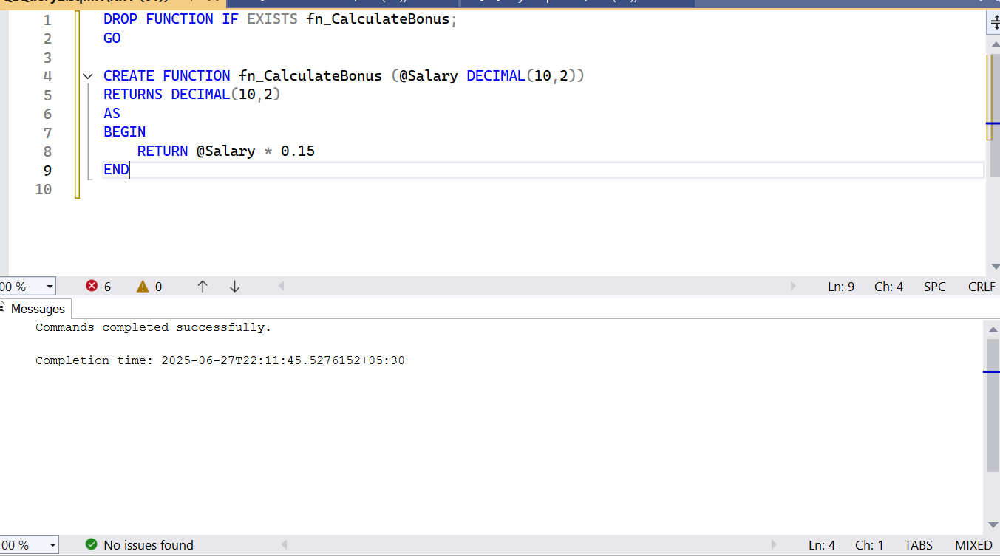 1 DROP FUNCTION IF EXISTS fn_CalculateBonus;
2 GO
3
4 CREATE FUNCTION fn_CalculateBonus (@Salary DECIMAL(10,2))
5 RETURNS DECIMAL(10,2)
6 AS
7 BEGIN
8 RETURN @Salary * 0.15
9 END
10
00 % 6 0 Ln: 9 Ch: 4 SPC CRLF
Messages
Commands completed successfully.
Completion time: 2025-06-27T22:11:45.5276152+05:30
00 % No issues found Ln: 4 Ch: 1 TABS MIXED